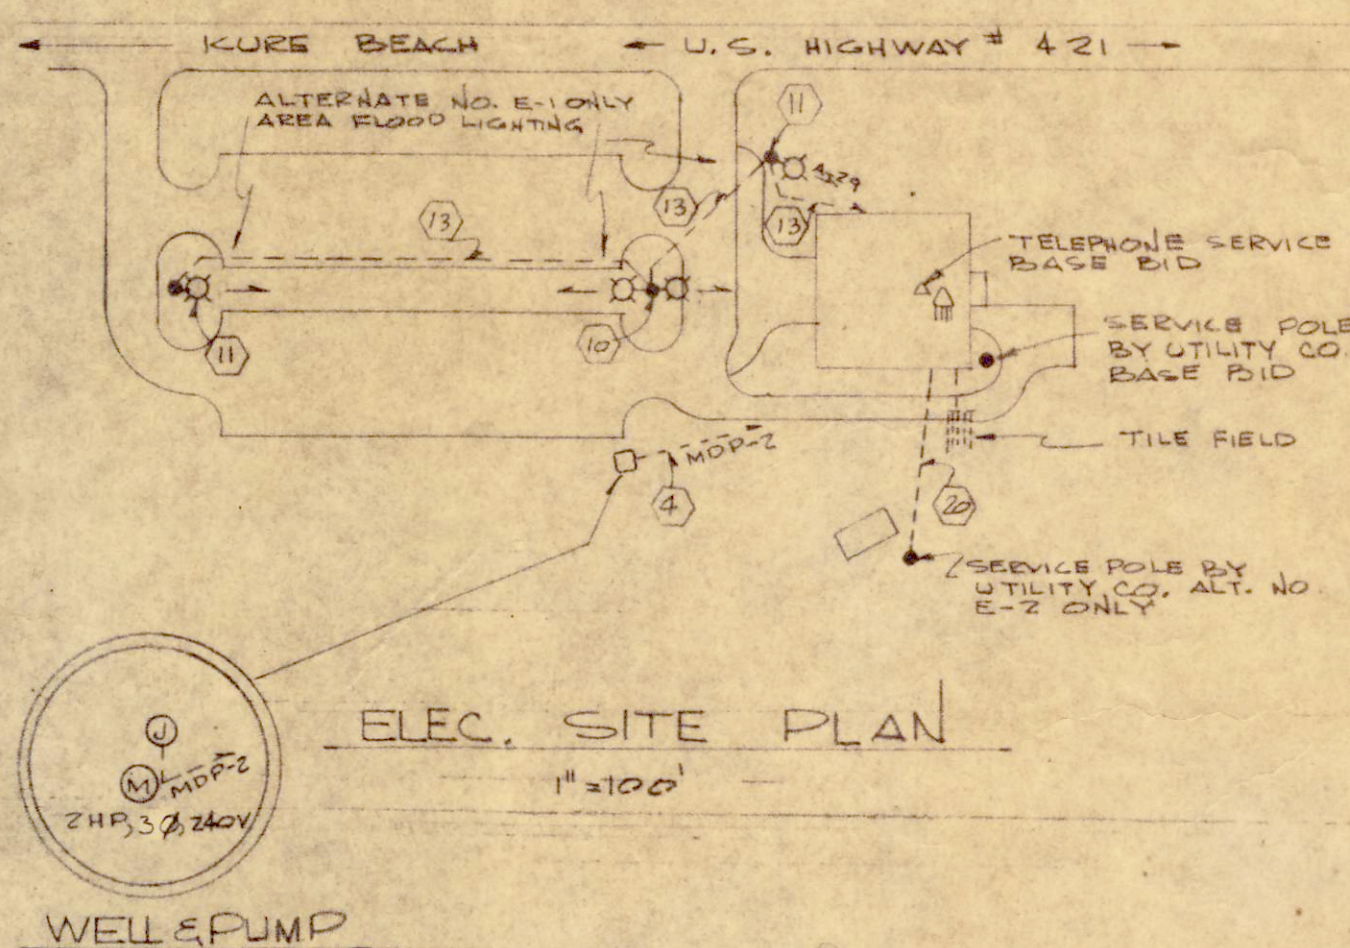 KURE BEACH
U.S. HIGHWAY # 421
ALTERNATE NO. E-1 ONLY
AREA FLOOD LIGHTING
11
13
13
13
11
10
TELEPHONE SERVICE
BASE BID
SERVICE POLE
BY UTILITY CO.
BASE BID
TILE FIELD
MDP-2
4
20
SERVICE POLE BY
UTILITY CO. ALT. NO
E-2 ONLY
J
M
MDP-2
2HP, 3Ø, 240V
ELEC. SITE PLAN
1"=100'
WELL & PUMP